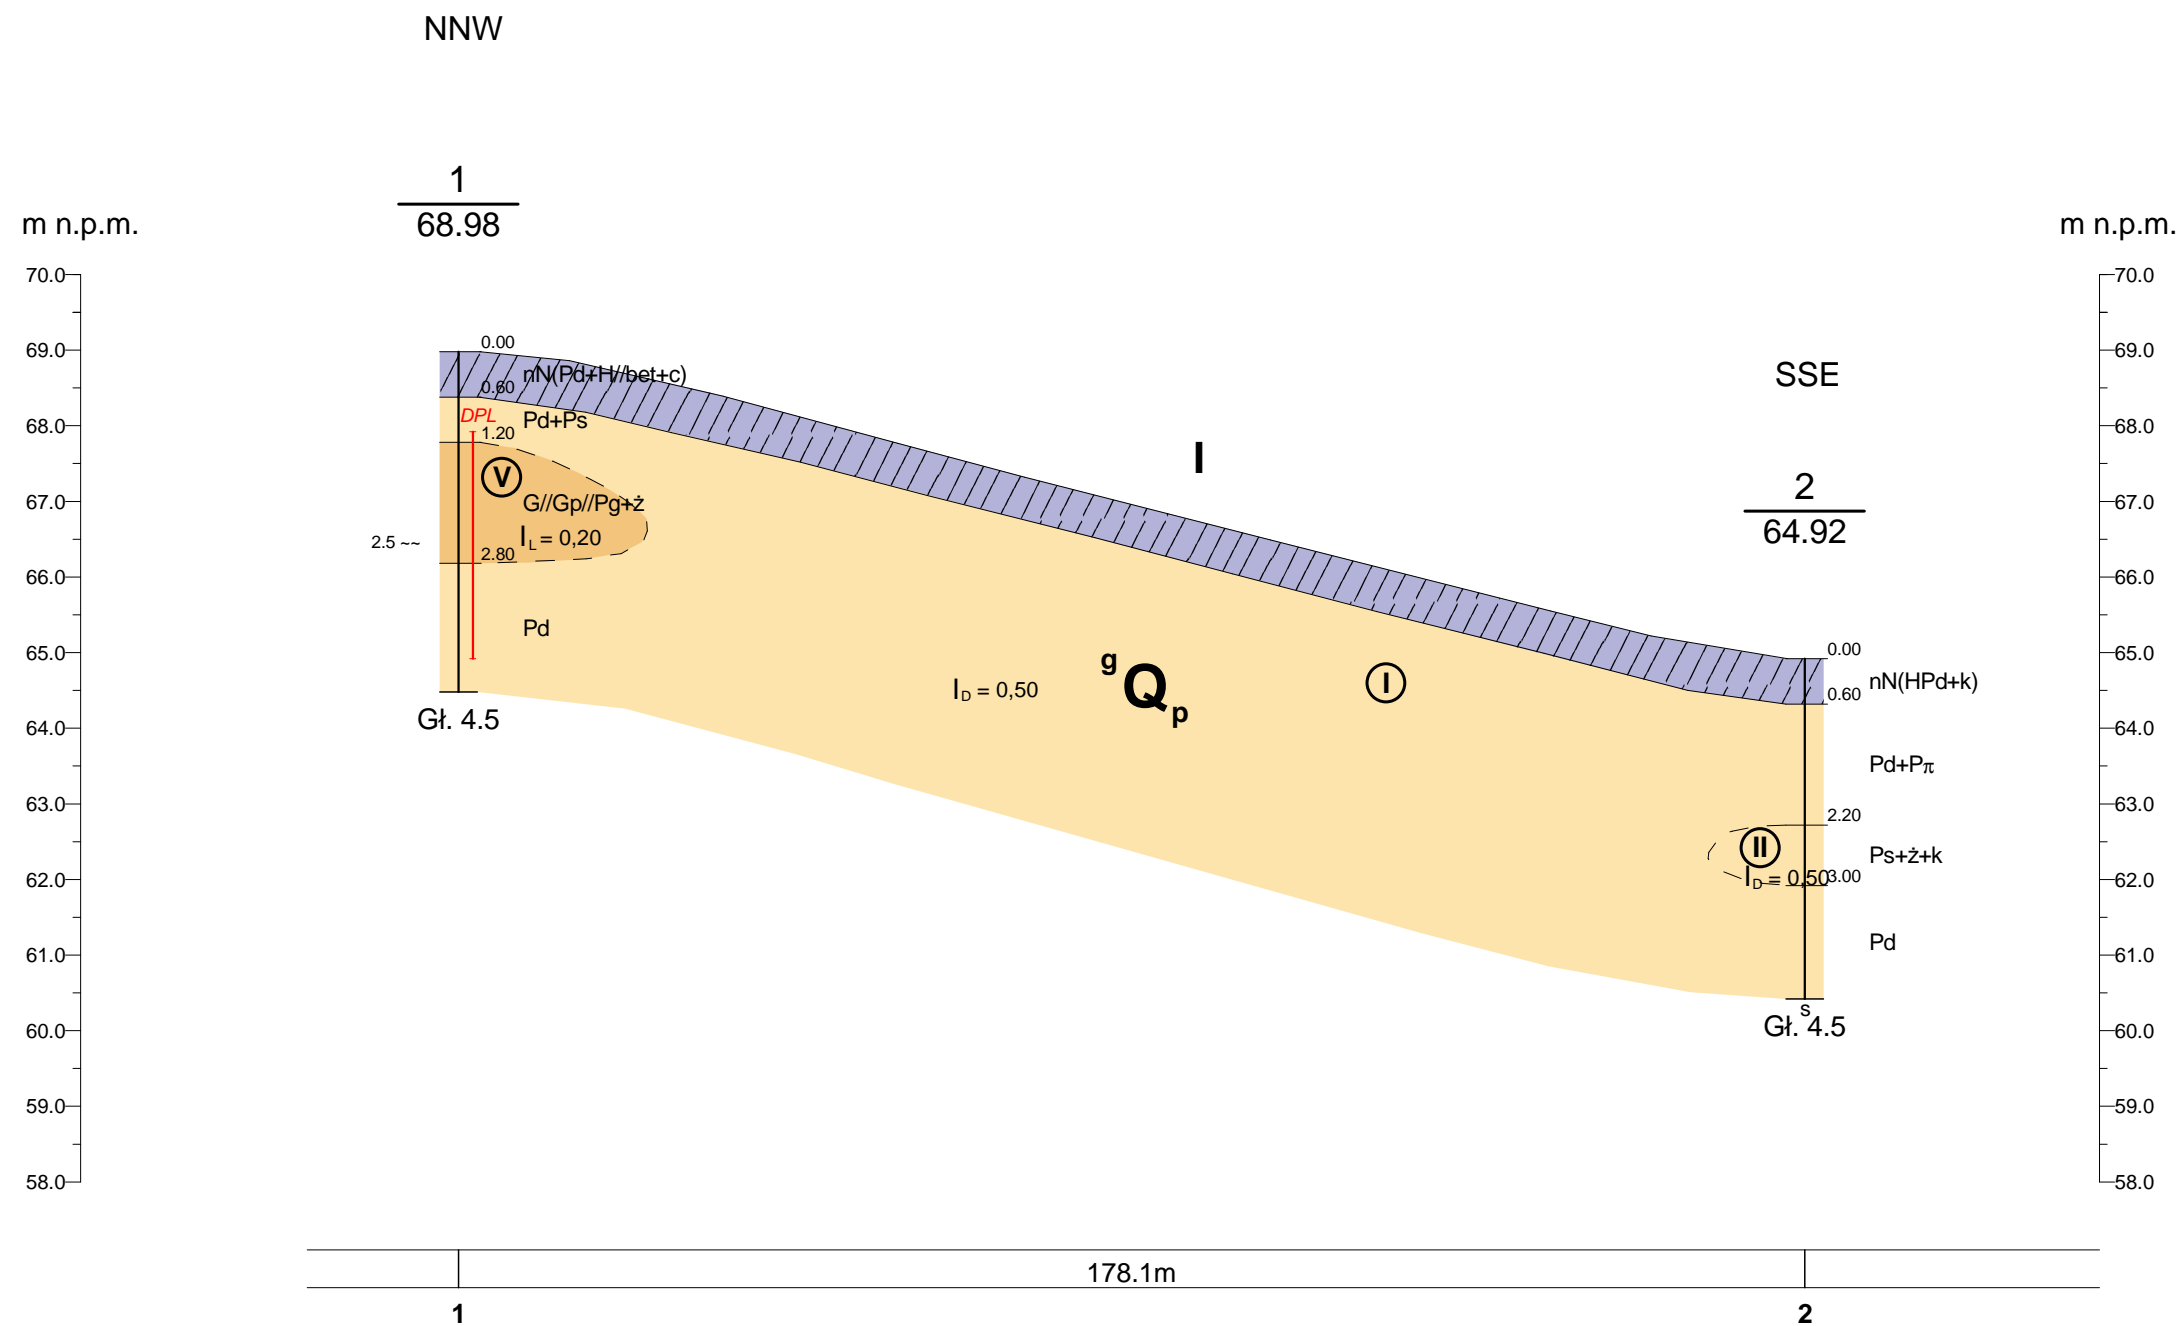 NNW
1
68.98
m n.p.m.
m n.p.m.
70.0
70.0
69.0
69.0
68.0
68.0
67.0
67.0
66.0
66.0
65.0
65.0
64.0
64.0
63.0
63.0
62.0
62.0
61.0
61.0
60.0
60.0
59.0
59.0
58.0
58.0
0.00
nN(Pd+H//bet+c)
0.60
DPL
Pd+Ps
1.20
V
G//Gp//Pg+ż
IL = 0,20
2.5 ~~
2.80
Pd
Gł. 4.5
I
SSE
2
64.92
ID = 0,50
g Q p
I
0.00
nN(HPd+k)
0.60
Pd+Pπ
2.20
II
Ps+ż+k
ID = 0,50
3.00
Pd
s
Gł. 4.5
178.1m
1
2